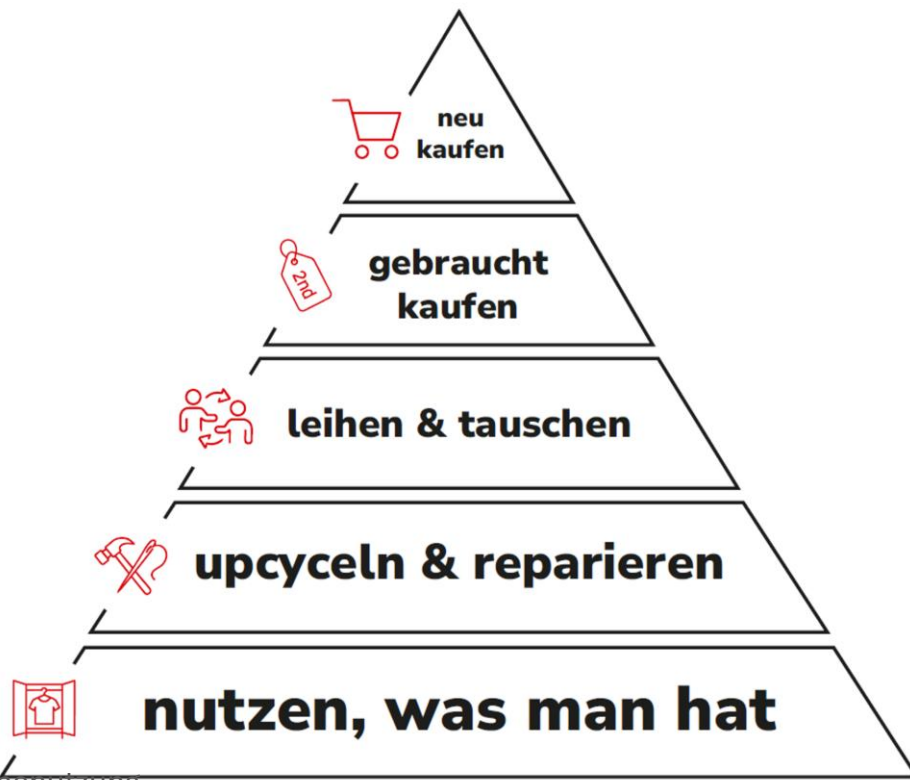 neu
kaufen
2nd
gebraucht
kaufen
leihen & tauschen
upcyceln & reparieren
nutzen, was man hat